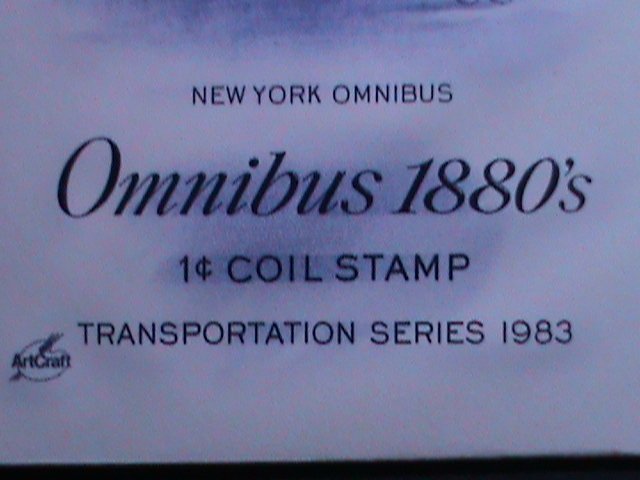 NEW YORK OMNIBUS
Omnibus 1880's
1¢ COIL STAMP
TRANSPORTATION SERIES 1983
ArtCraft